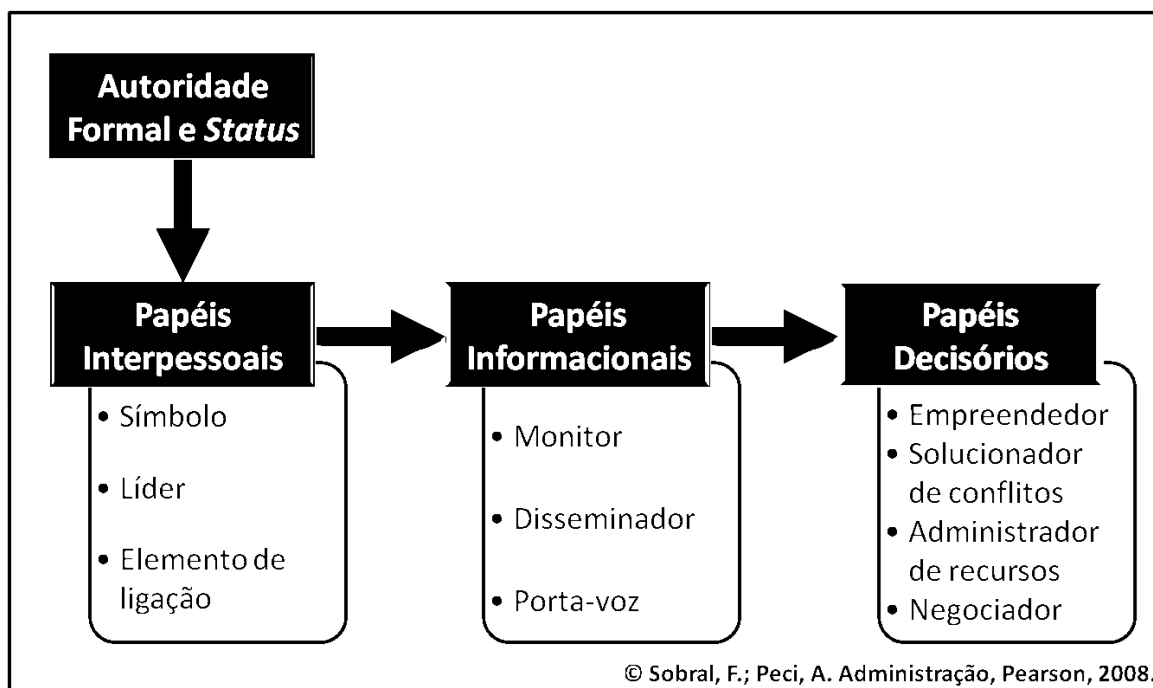 Autoridade
Formal e Status
Papéis
Interpessoais
• Símbolo
• Líder
• Elemento de
ligação
Papéis
Informacionais
• Monitor
• Disseminador
• Porta-voz
Papéis
Decisórios
• Empreendedor
• Solucionador
de conflitos
• Administrador
de recursos
• Negociador
© Sobral, F.; Peci, A. Administração, Pearson, 2008.